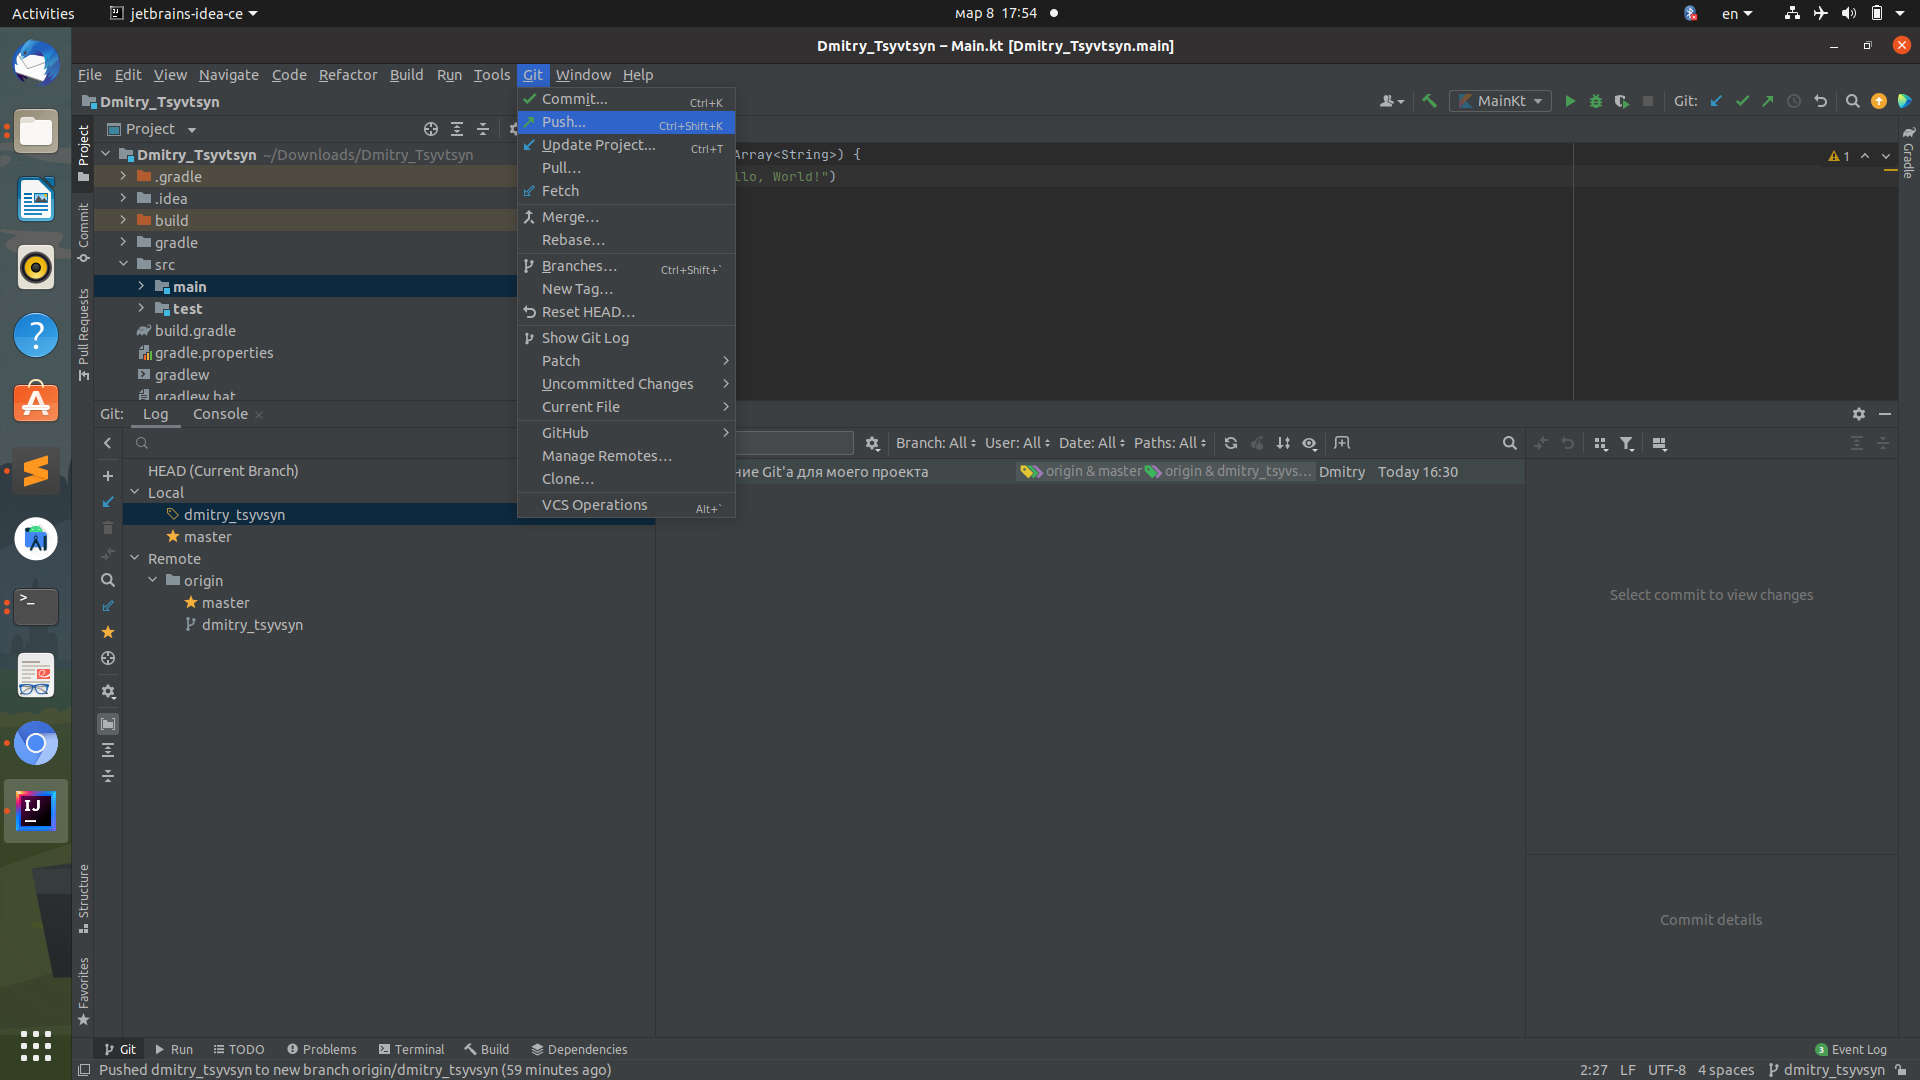 Activities
jetbrains-idea-ce
мар 8 17:54
en
Dmitry_Tsyvtsyn – Main.kt [Dmitry_Tsyvtsyn.main]
File Edit View Navigate Code Refactor Build Run Tools Git Window Help
Dmitry_Tsyvtsyn
MainKt
Git:
Project
Commit
Pull Requests
Structure
Favorites
Gradle
Project
Dmitry_Tsyvtsyn ~/Downloads/Dmitry_Tsyvtsyn
.gradle
.idea
build
gradle
src
main
test
build.gradle
gradle.properties
gradlew
gradlew.bat
Commit... Ctrl+K
Push... Ctrl+Shift+K
Update Project... Ctrl+T
Pull...
Fetch
Merge...
Rebase...
Branches... Ctrl+Shift+`
New Tag...
Reset HEAD...
Show Git Log
Patch
Uncommitted Changes
Current File
GitHub
Manage Remotes...
Clone...
VCS Operations Alt+`
Array<String>) {
llo, World!")
1
Git: Log Console
Branch: All User: All Date: All Paths: All
HEAD (Current Branch)
Local
dmitry_tsyvsyn
master
Remote
origin
master
dmitry_tsyvsyn
ние Git'а для моего проекта origin & master origin & dmitry_tsyvs... Dmitry Today 16:30
Select commit to view changes
Commit details
Git Run TODO Problems Terminal Build Dependencies
3 Event Log
Pushed dmitry_tsyvsyn to new branch origin/dmitry_tsyvsyn (59 minutes ago)
2:27 LF UTF-8 4 spaces dmitry_tsyvsyn